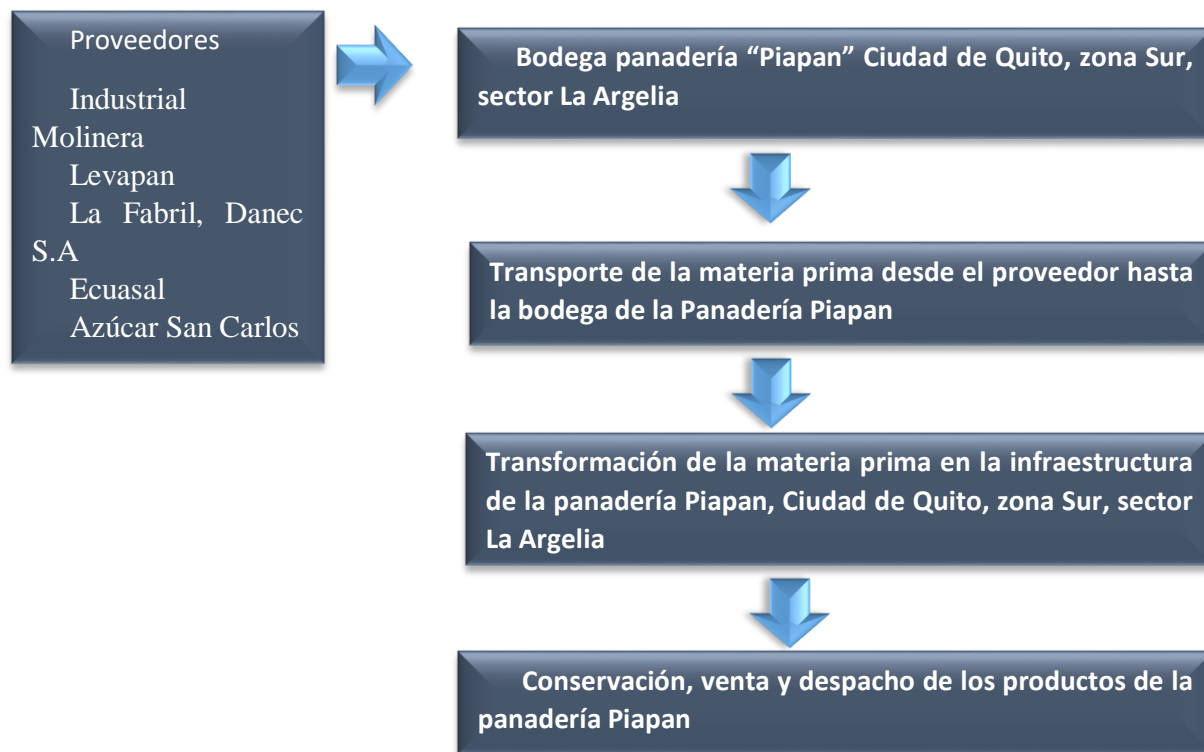 Proveedores
Industrial
Molinera
Levapan
La Fabril, Danec
S.A
Ecuasal
Azúcar San Carlos
Bodega panadería “Piapan” Ciudad de Quito, zona Sur,
sector La Argelia
Transporte de la materia prima desde el proveedor hasta
la bodega de la Panadería Piapan
Transformación de la materia prima en la infraestructura
de la panadería Piapan, Ciudad de Quito, zona Sur, sector
La Argelia
Conservación, venta y despacho de los productos de la
panadería Piapan